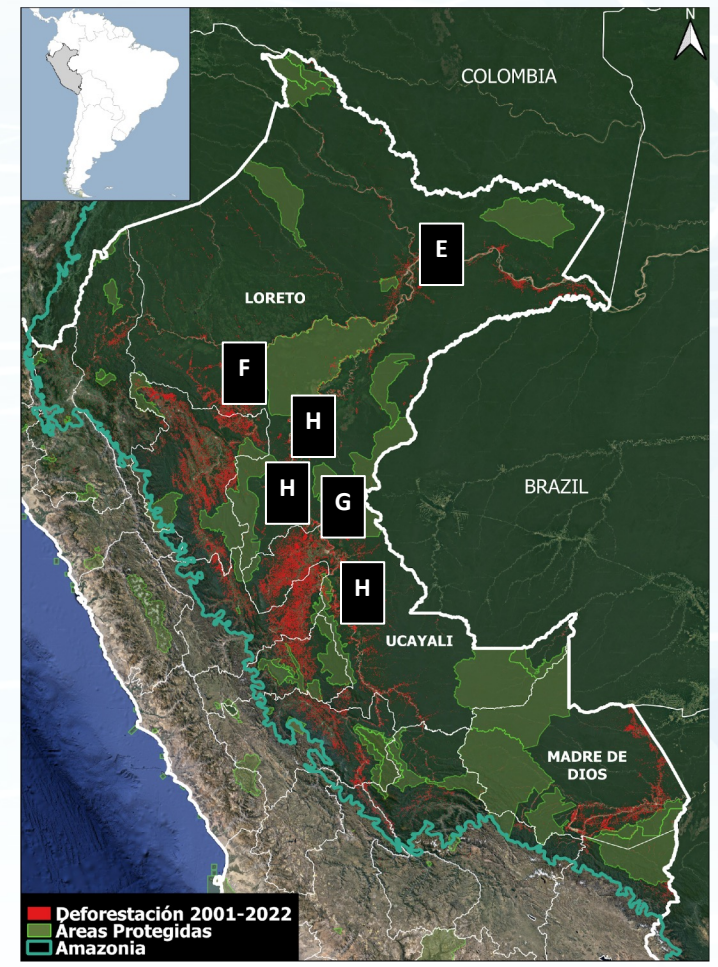 N
COLOMBIA
E
LORETO
F
H
H
G
BRAZIL
H
UCAYALI
MADRE DE
DIOS
Deforestación 2001-2022
Áreas Protegidas
Amazonia